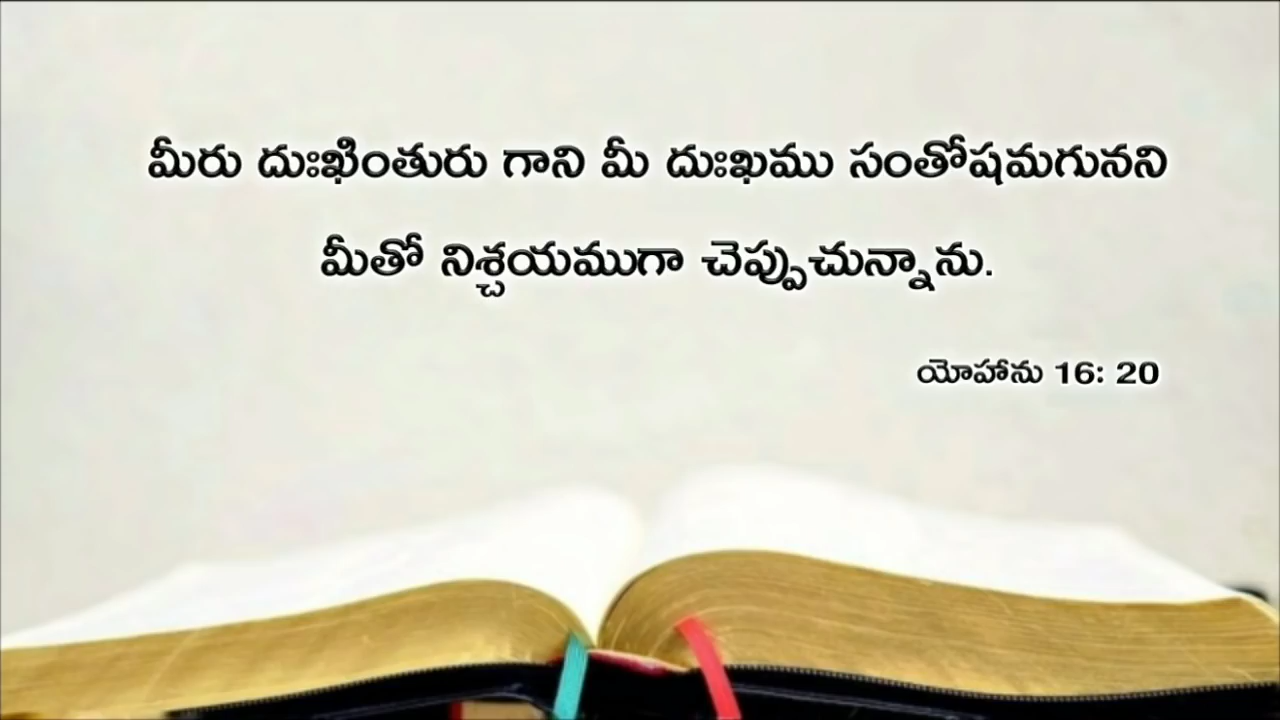 మీరు దుఃఖింతురు గాని మీ దుఃఖము సంతోషమగునని
మీతో నిశ్చయముగా చెప్పుచున్నాను.
యోహాను 16: 20